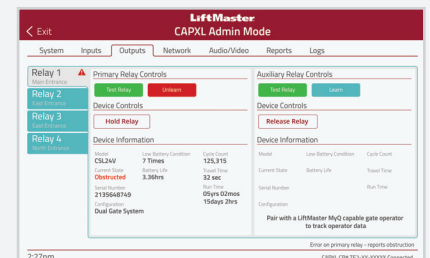 LiftMaster
Exit
CAPXL Admin Mode
System Inputs Outputs Network Audio/Video Reports Logs
Relay 1
Main Entrance
Relay 2
East Entrance
Relay 3
East Entrance
Relay 4
North Entrance
Primary Relay Controls
Test Relay Unlearn
Device Controls
Hold Relay
Device Information
Model Low Battery Condition Cycle Count
CSL24V 7 Times 125,315
Current State Battery Life Travel Time
Obstructed 3.36hrs 32 sec
Serial Number Run Time
2135648749 05yrs 02mos
15days 2hrs
Configuration
Dual Gate System
Auxiliary Relay Controls
Test Relay Learn
Device Controls
Release Relay
Device Information
Model Low Battery Condition Cycle Count
Current State Battery Life Travel Time
Serial Number Run Time
Configuration
Pair with a LiftMaster MyQ capable gate operator
to track operator data
Error on primary relay - reports obstruction
2:27pm
Connected